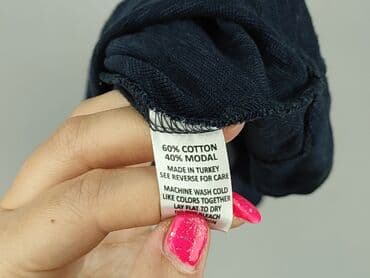 60% COTTON
40% MODAL
MADE IN TURKEY
SEE REVERSE FOR CARE
MACHINE WASH COLD
LIKE COLORS TOGETHER
LAY FLAT TO DRY
BLEACH